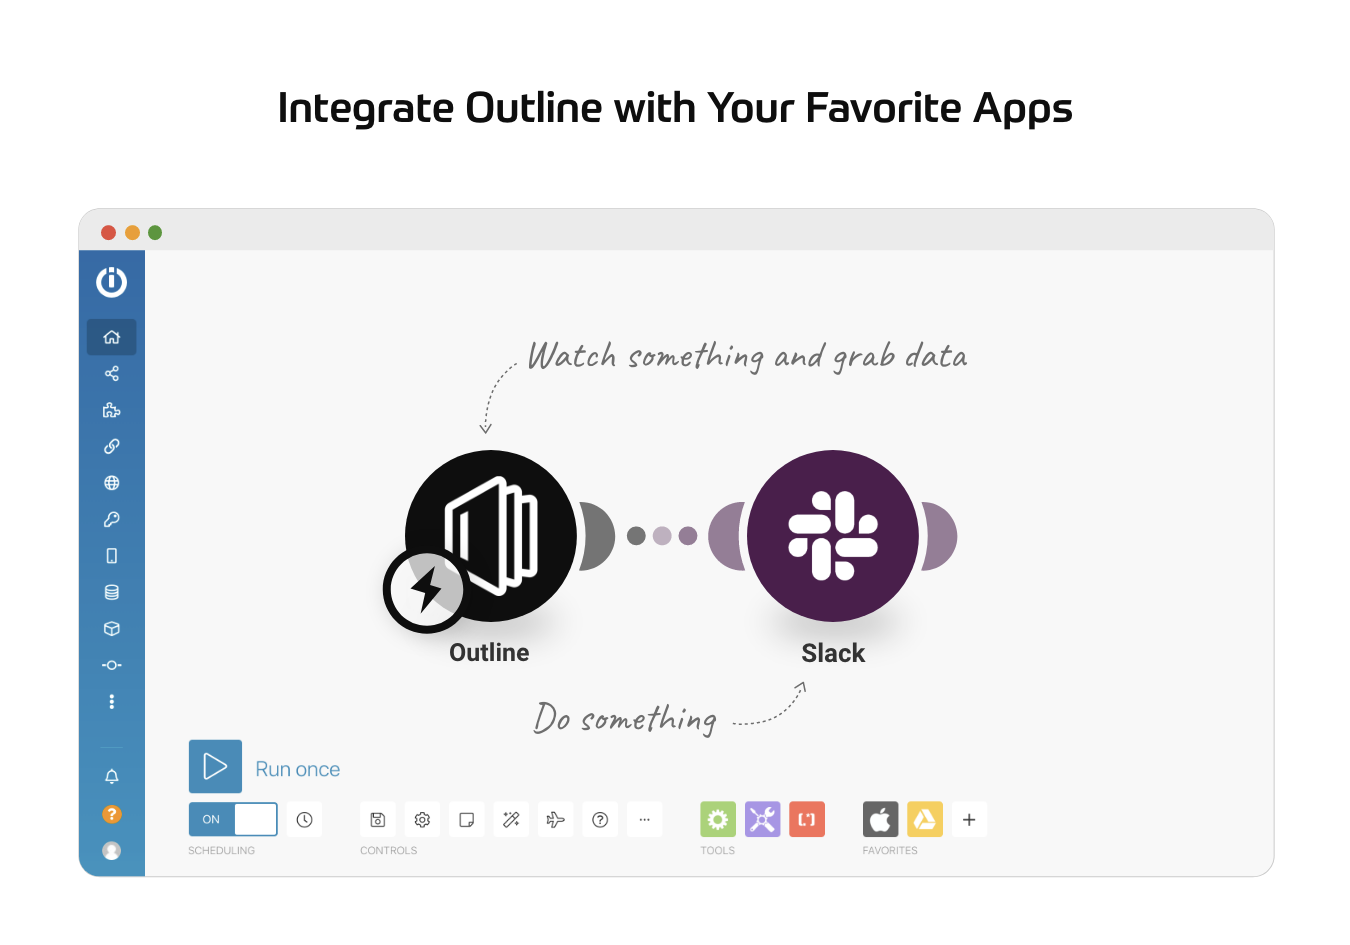 Integrate Outline with Your Favorite Apps
Watch something and grab data
Outline
Slack
Do something
Run once
ON
SCHEDULING
CONTROLS
TOOLS
FAVORITES